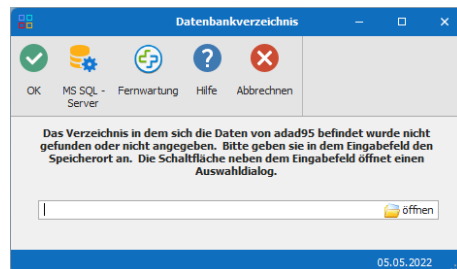 Datenbankverzeichnis
OK
MS SQL -
Server
Fernwartung
Hilfe
Abbrechnen
Das Verzeichnis in dem sich die Daten von adad95 befindet wurde nicht
gefunden oder nicht angegeben. Bitte geben sie in dem Eingabefeld den
Speicherort an. Die Schaltfläche neben dem Eingabefeld öffnet einen
Auswahldialog.
öffnen
05.05.2022